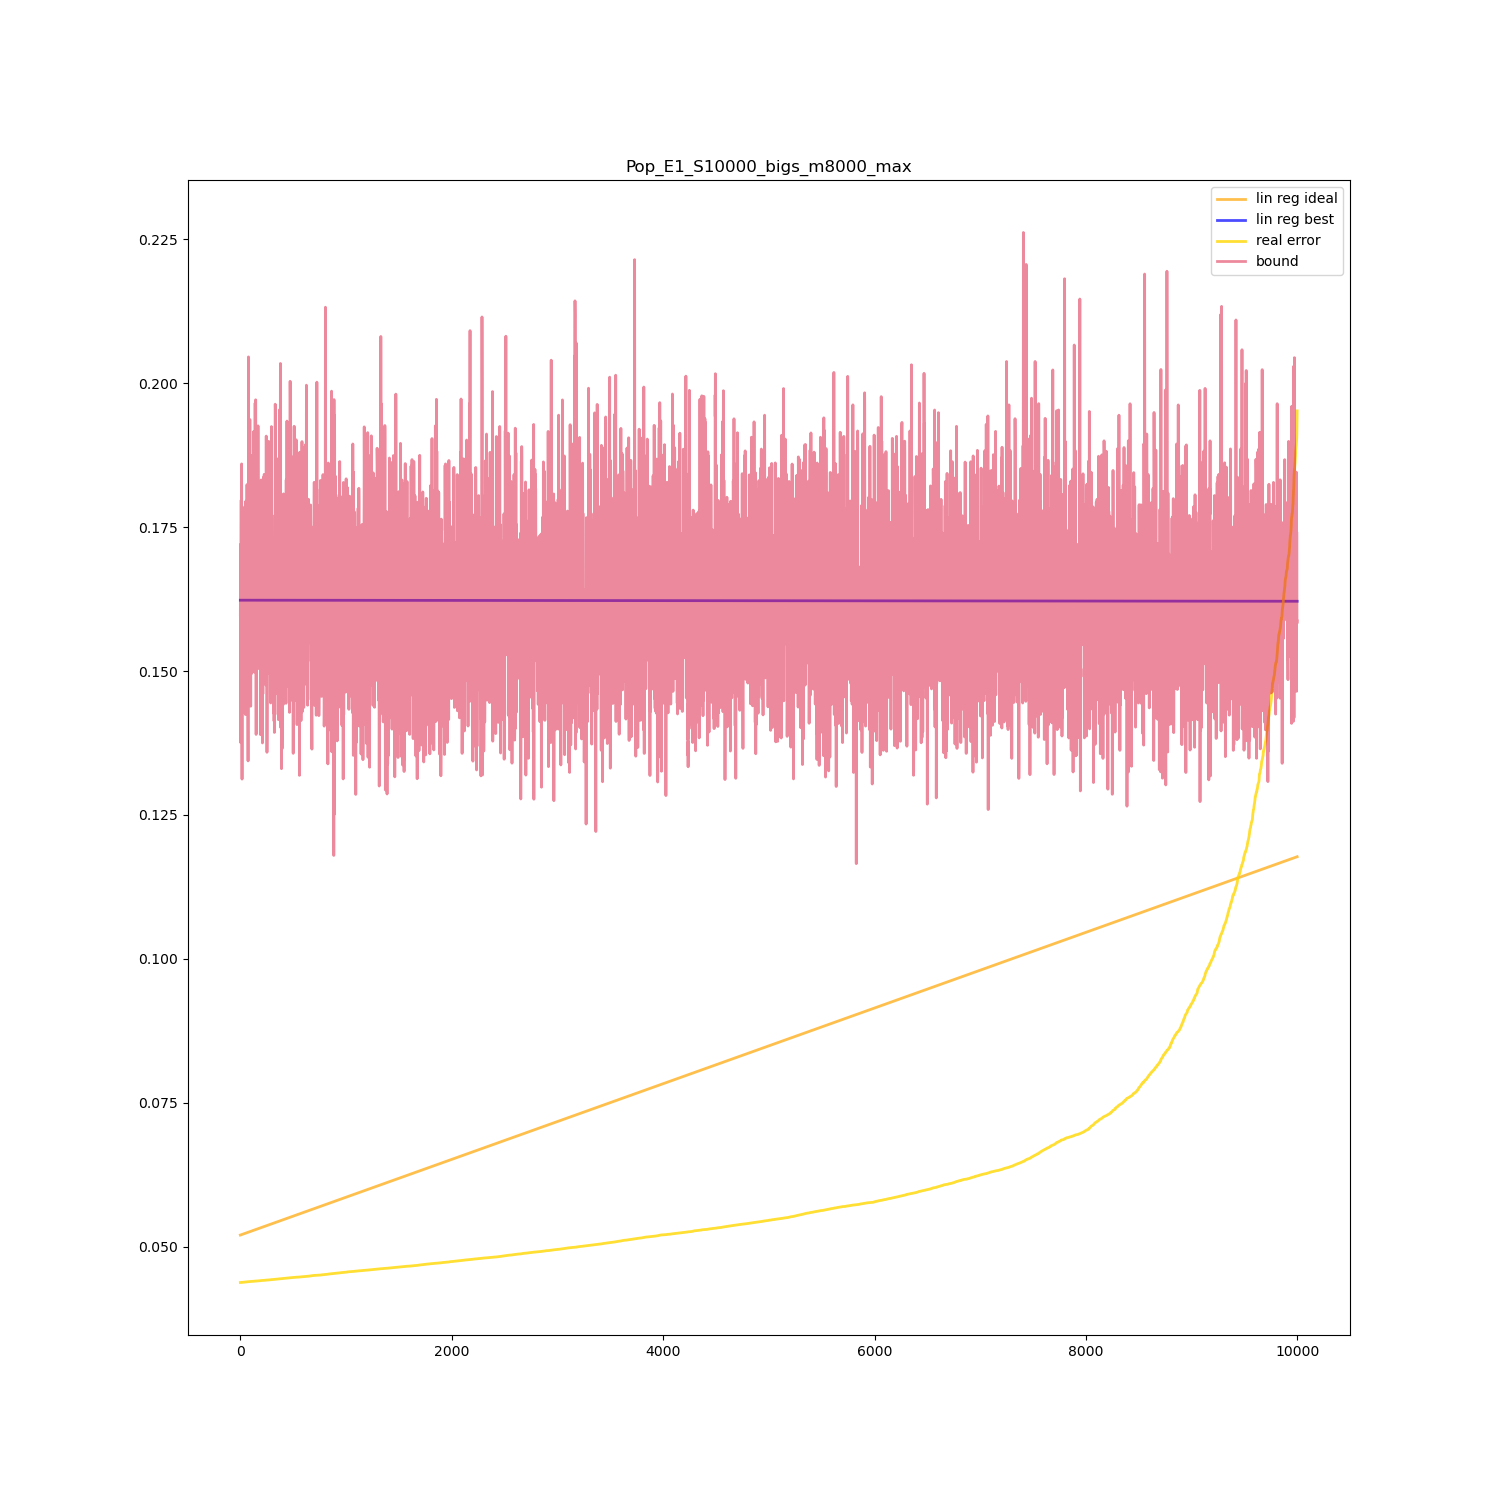 Pop_E1_S10000_bigs_m8000_max
lin reg ideal
lin reg best
real error
bound
0.225
0.200
0.175
0.150
0.125
0.100
0.075
0.050
0 2000 4000 6000 8000 10000